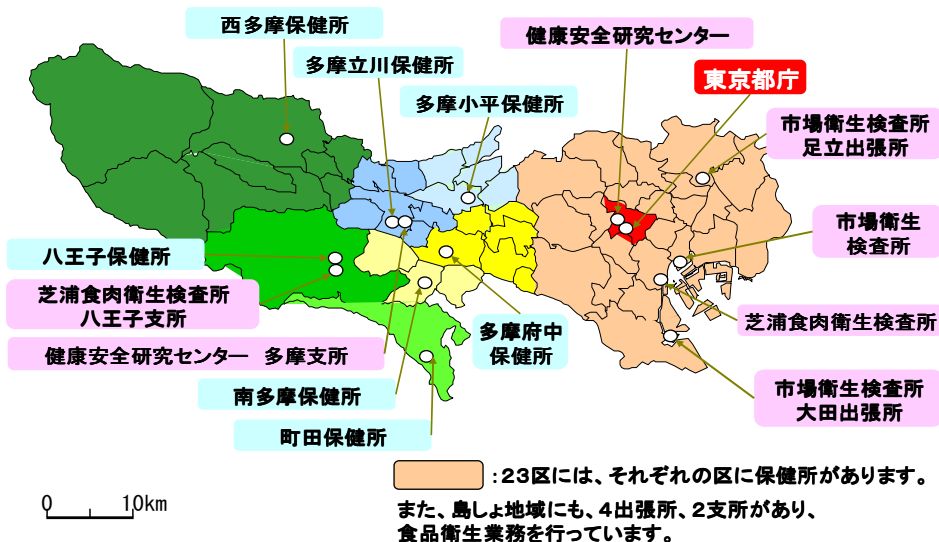 西多摩保健所
健康安全研究センター
多摩立川保健所
東京都庁
多摩小平保健所
市場衛生検査所
足立出張所
市場衛生
検査所
八王子保健所
芝浦食肉衛生検査所
八王子支所
芝浦食肉衛生検査所
多摩府中
保健所
健康安全研究センター 多摩支所
南多摩保健所
市場衛生検査所
大田出張所
町田保健所
:23区には、それぞれの区に保健所があります。
0 10km
また、島しょ地域にも、4出張所、2支所があり、
食品衛生業務を行っています。